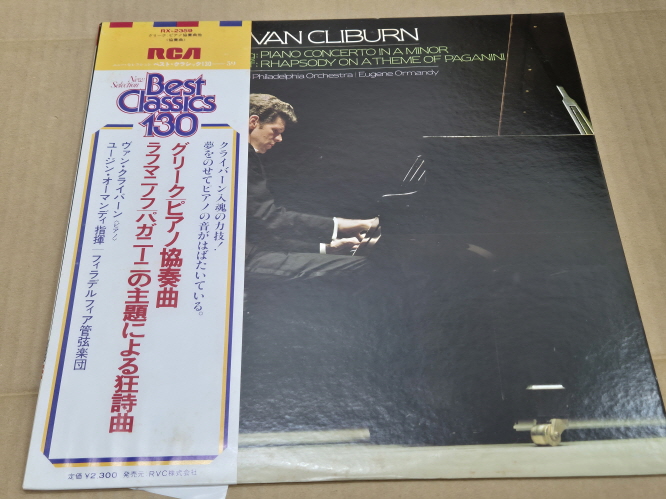 RX-2358
RCA
New
Selection
Best
Classics
130
クライバーン入魂の力技!
夢をのせてピアノの音がはばたいている。
グリーク/ピアノ協奏曲
ラフマニノフ/パガニーニの主題による狂詩曲
ヴァン・クライバーン(ピアノ)
ユージン・オーマンディ指揮/フィラデルフィア管弦楽団
定価¥2300 発売元 RVC株式会社
VAN CLIBURN
PIANO CONCERTO IN A MINOR
RHAPSODY ON A THEME OF PAGANINI
Philadelphia Orchestra/Eugene Ormandy